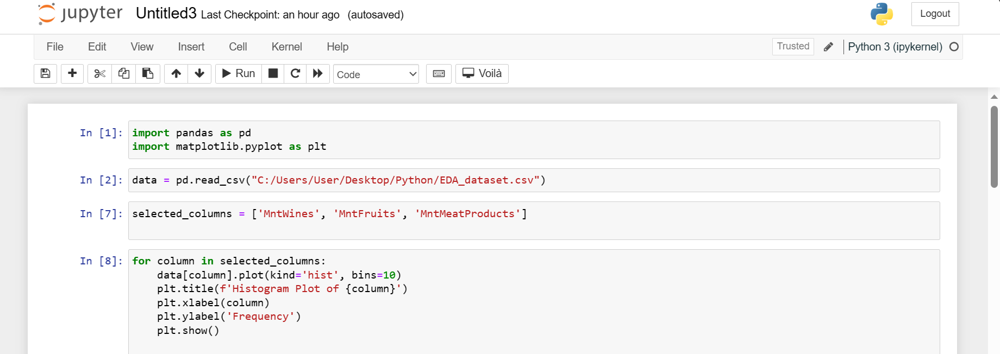 jupyter Untitled3 Last Checkpoint: an hour ago (autosaved)
Logout
File Edit View Insert Cell Kernel Help
Trusted Python 3 (ipykernel)
Run Code Voilà
In [1]: import pandas as pd
import matplotlib.pyplot as plt
In [2]: data = pd.read_csv("C:/Users/User/Desktop/Python/EDA_dataset.csv")
In [7]: selected_columns = ['MntWines', 'MntFruits', 'MntMeatProducts']
In [8]: for column in selected_columns:
    data[column].plot(kind='hist', bins=10)
    plt.title(f'Histogram Plot of {column}')
    plt.xlabel(column)
    plt.ylabel('Frequency')
    plt.show()